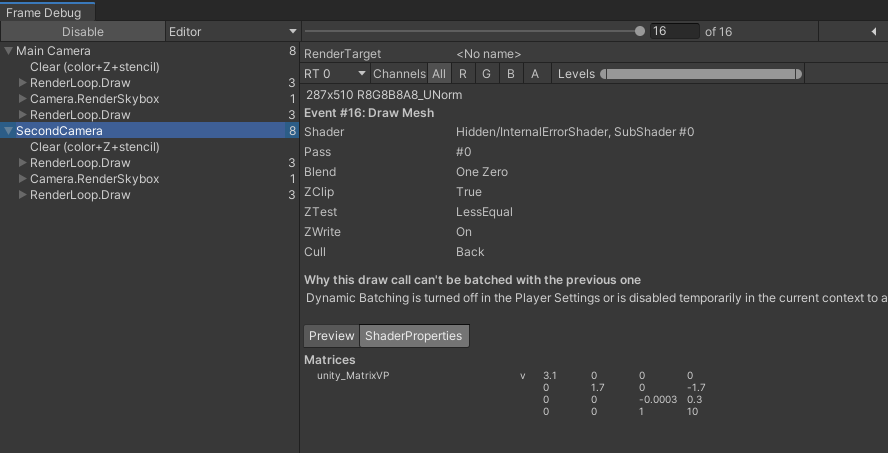 Frame Debug
Disable Editor 16 of 16
Main Camera 8
Clear (color+Z+stencil)
RenderLoop.Draw 3
Camera.RenderSkybox 1
RenderLoop.Draw 3
SecondCamera 8
Clear (color+Z+stencil)
RenderLoop.Draw 3
Camera.RenderSkybox 1
RenderLoop.Draw 3
RenderTarget <No name>
RT 0 Channels All R G B A Levels
287x510 R8G8B8A8_UNorm
Event #16: Draw Mesh
Shader Hidden/InternalErrorShader, SubShader #0
Pass #0
Blend One Zero
ZClip True
ZTest LessEqual
ZWrite On
Cull Back
Why this draw call can't be batched with the previous one
Dynamic Batching is turned off in the Player Settings or is disabled temporarily in the current context to a
Preview ShaderProperties
Matrices
unity_MatrixVP v 3.1 0 0 0
0 1.7 0 -1.7
0 0 -0.0003 0.3
0 0 1 10